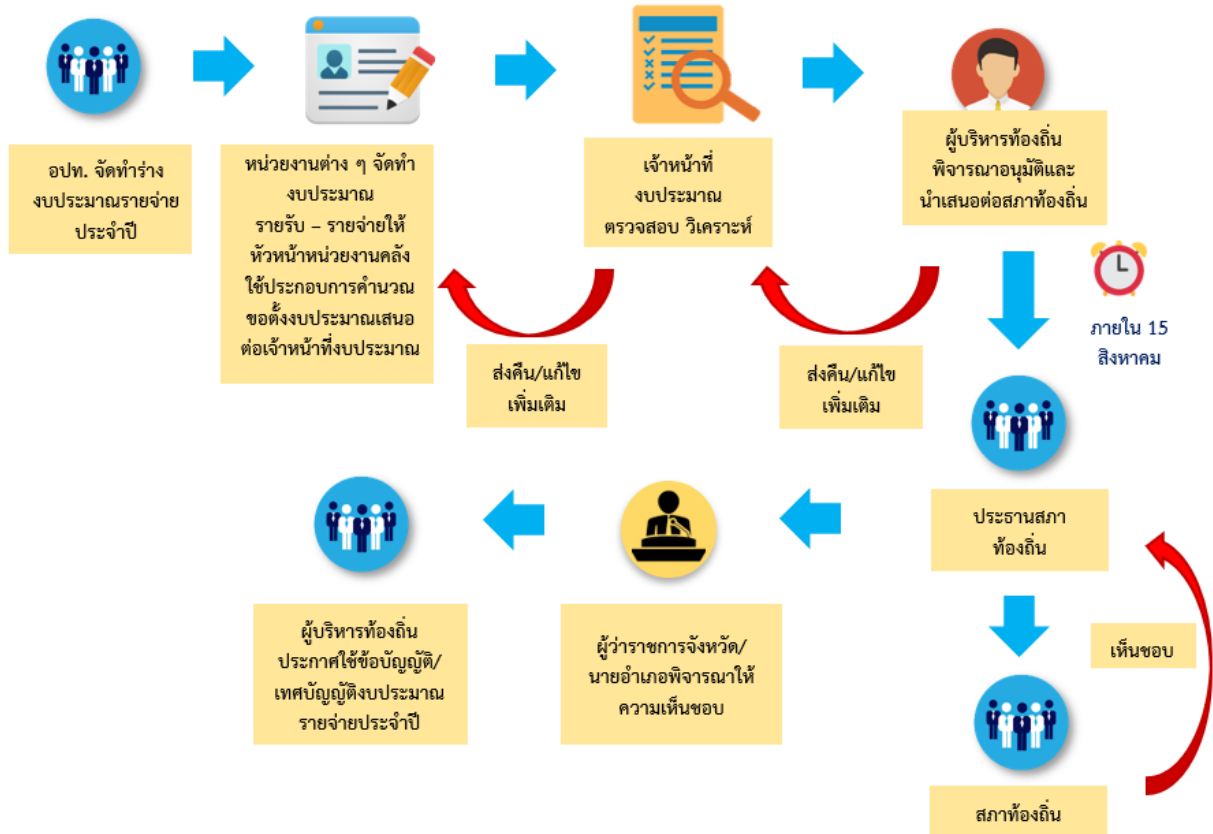 อปท. จัดทำร่าง
งบประมาณรายจ่าย
ประจำปี
หน่วยงานต่าง ๆ จัดทำ
งบประมาณ
รายรับ – รายจ่ายให้
หัวหน้าหน่วยงานคลัง
ใช้ประกอบการคำนวณ
ขอตั้งงบประมาณเสนอ
ต่อเจ้าหน้าที่งบประมาณ
เจ้าหน้าที่
งบประมาณ
ตรวจสอบ วิเคราะห์
ผู้บริหารท้องถิ่น
พิจารณาอนุมัติและ
นำเสนอต่อสภาท้องถิ่น
ส่งคืน/แก้ไข
เพิ่มเติม
ส่งคืน/แก้ไข
เพิ่มเติม
ภายใน 15
สิงหาคม
ประธานสภา
ท้องถิ่น
เห็นชอบ
สภาท้องถิ่น
ผู้ว่าราชการจังหวัด/
นายอำเภอพิจารณาให้
ความเห็นชอบ
ผู้บริหารท้องถิ่น
ประกาศใช้ข้อบัญญัติ/
เทศบัญญัติงบประมาณ
รายจ่ายประจำปี